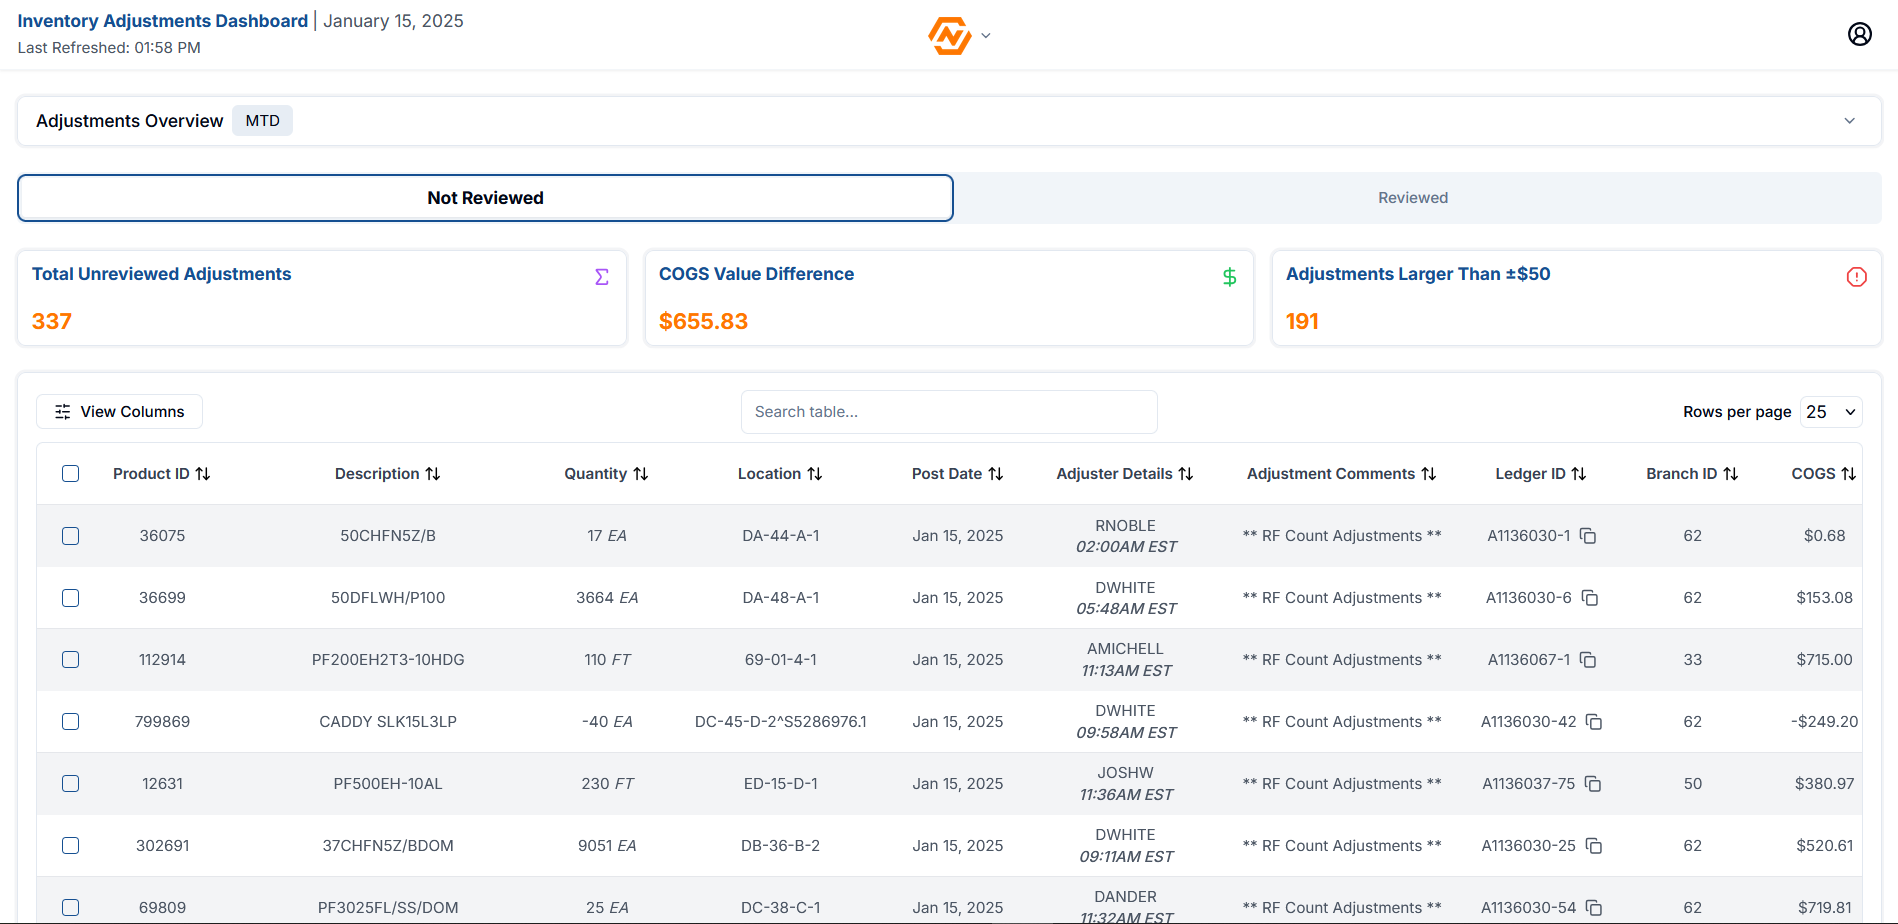 Inventory Adjustments Dashboard | January 15, 2025
Last Refreshed: 01:58 PM
Adjustments Overview MTD
Not Reviewed Reviewed
Total Unreviewed Adjustments
337
COGS Value Difference
$655.83
Adjustments Larger Than ±$50
191
View Columns Search table... Rows per page 25
Product ID Description Quantity Location Post Date Adjuster Details Adjustment Comments Ledger ID Branch ID COGS
36075 50CHFN5Z/B 17 EA DA-44-A-1 Jan 15, 2025 RNOBLE 02:00AM EST ** RF Count Adjustments ** A1136030-1 62 $0.68
36699 50DFLWH/P100 3664 EA DA-48-A-1 Jan 15, 2025 DWHITE 05:48AM EST ** RF Count Adjustments ** A1136030-6 62 $153.08
112914 PF200EH2T3-10HDG 110 FT 69-01-4-1 Jan 15, 2025 AMICHELL 11:13AM EST ** RF Count Adjustments ** A1136067-1 33 $715.00
799869 CADDY SLK15L3LP -40 EA DC-45-D-2^S5286976.1 Jan 15, 2025 DWHITE 09:58AM EST ** RF Count Adjustments ** A1136030-42 62 -$249.20
12631 PF500EH-10AL 230 FT ED-15-D-1 Jan 15, 2025 JOSHW 11:36AM EST ** RF Count Adjustments ** A1136037-75 50 $380.97
302691 37CHFN5Z/BDOM 9051 EA DB-36-B-2 Jan 15, 2025 DWHITE 09:11AM EST ** RF Count Adjustments ** A1136030-25 62 $520.61
69809 PF3025FL/SS/DOM 25 EA DC-38-C-1 Jan 15, 2025 DANDER 11:32AM EST ** RF Count Adjustments ** A1136030-54 62 $719.81